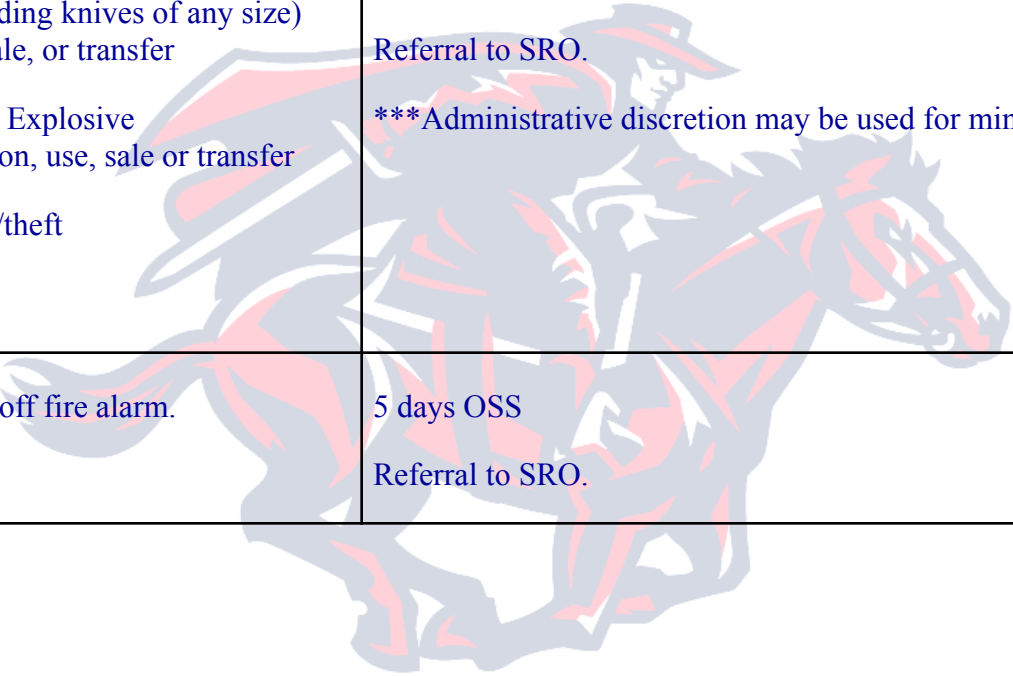 ding knives of any size)
ale, or transfer
Explosive
on, use, sale or transfer
/theft
Referral to SRO.
***Administrative discretion may be used for min
off fire alarm.
5 days OSS
Referral to SRO.